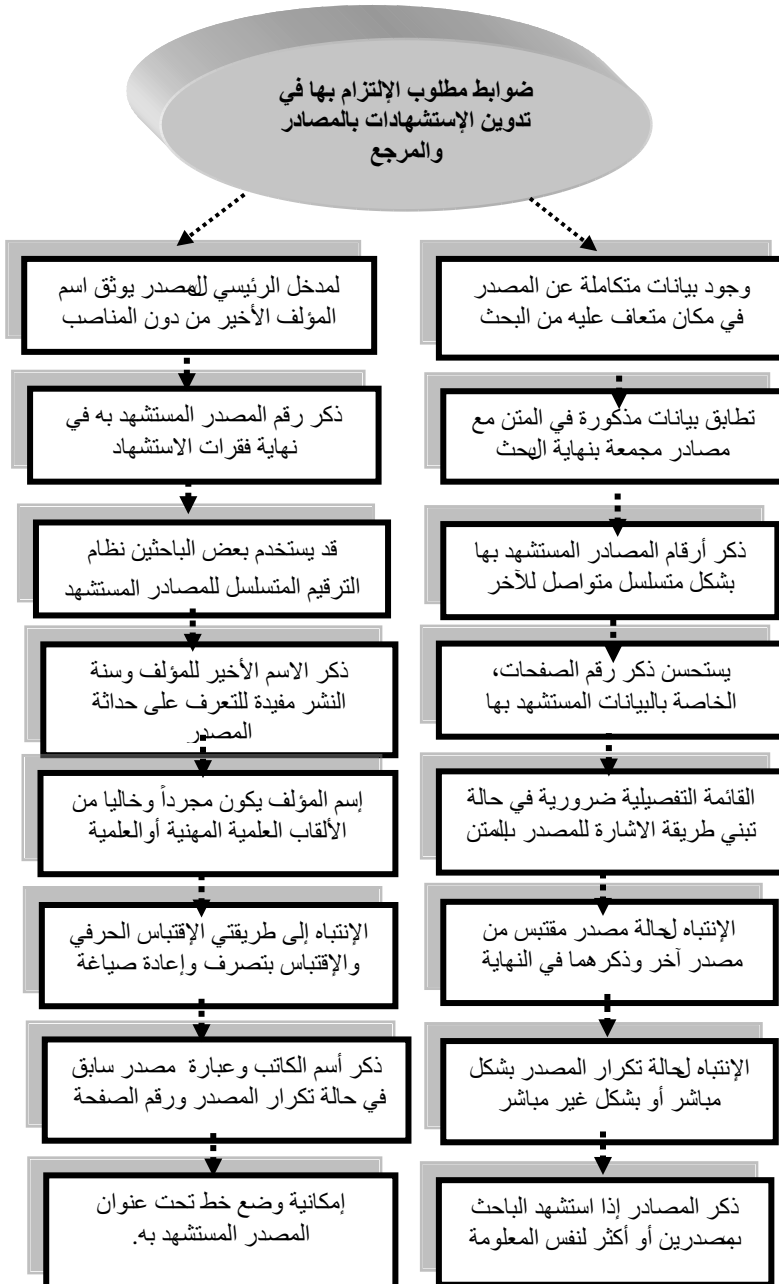 ضوابط مطلوب الإلتزام بها في
تدوين الإستشهادات بالمصادر
والمرجع
وجود بيانات متكاملة عن المصدر
في مكان متعاف عليه من البحث
تطابق بيانات مذكورة في المتن مع
مصادر مجمعة بنهاية البحث
ذكر أرقام المصادر المستشهد بها
بشكل متسلسل متواصل للآخر
يستحسن ذكر رقم الصفحات،
الخاصة بالبيانات المستشهد بها
القائمة التفصيلية ضرورية في حالة
تبني طريقة الاشارة للمصدر بالمتن
الإنتباه لحالة مصدر مقتبس من
مصدر آخر وذكرهما في النهاية
الإنتباه لحالة تكرار المصدر بشكل
مباشر أو بشكل غير مباشر
ذكر المصادر إذا استشهد الباحث
بمصدرين أو أكثر لنفس المعلومة
لمدخل الرئيسي للمصدر يوثق اسم
المؤلف الأخير من دون المناصب
ذكر رقم المصدر المستشهد به في
نهاية فقرات الاستشهاد
قد يستخدم بعض الباحثين نظام
الترقيم المتسلسل للمصادر المستشهد
ذكر الاسم الأخير للمؤلف وسنة
النشر مفيدة للتعرف على حداثة
المصدر
إسم المؤلف يكون مجرداً وخاليا من
الألقاب العلمية المهنية أوالعلمية
الإنتباه إلى طريقتي الإقتباس الحرفي
والإقتباس بتصرف وإعادة صياغة
ذكر أسم الكاتب وعبارة مصدر سابق
في حالة تكرار المصدر ورقم الصفحة
إمكانية وضع خط تحت عنوان
المصدر المستشهد به.